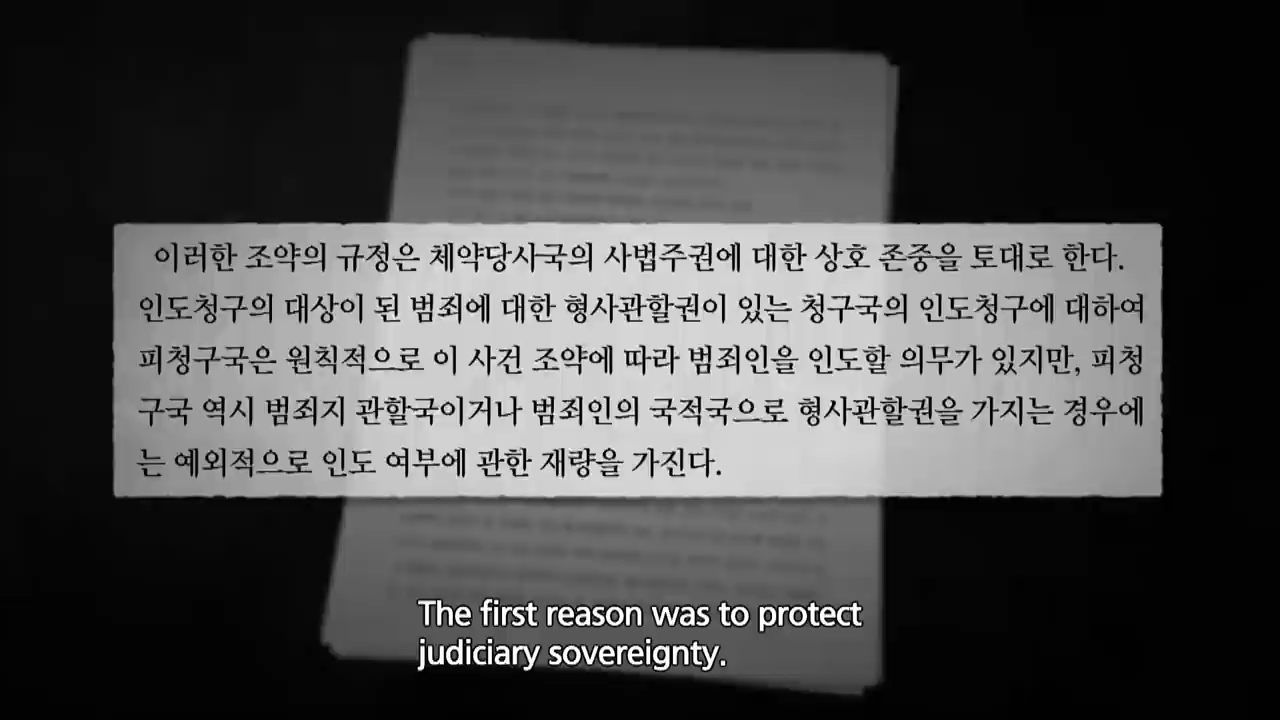 이러한 조약의 규정은 체약당사국의 사법주권에 대한 상호 존중을 토대로 한다.
인도청구의 대상이 된 범죄에 대한 형사관할권이 있는 청구국의 인도청구에 대하여
피청구국은 원칙적으로 이 사건 조약에 따라 범죄인을 인도할 의무가 있지만, 피청
구국 역시 범죄지 관할국이거나 범죄인의 국적국으로 형사관할권을 가지는 경우에
는 예외적으로 인도 여부에 관한 재량을 가진다.
The first reason was to protect
judiciary sovereignty.